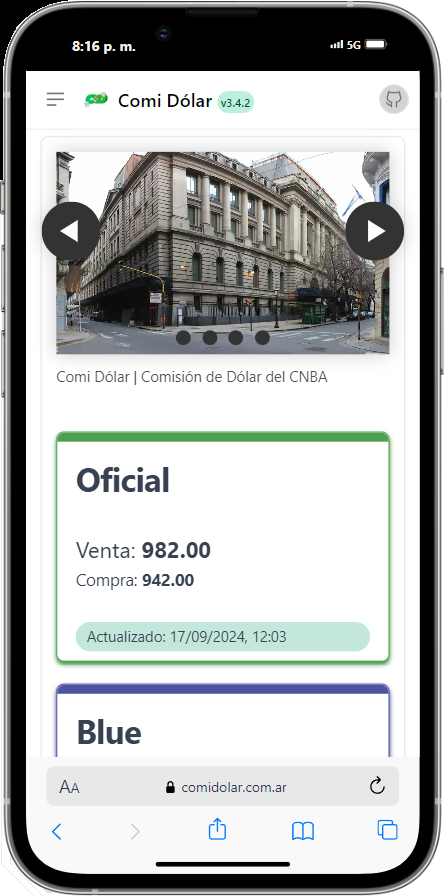 8:16 p. m.
5G
Comi Dólar v3.4.2
Comi Dólar | Comisión de Dólar del CNBA
Oficial
Venta: 982.00
Compra: 942.00
Actualizado: 17/09/2024, 12:03
Blue
AA
comidolar.com.ar